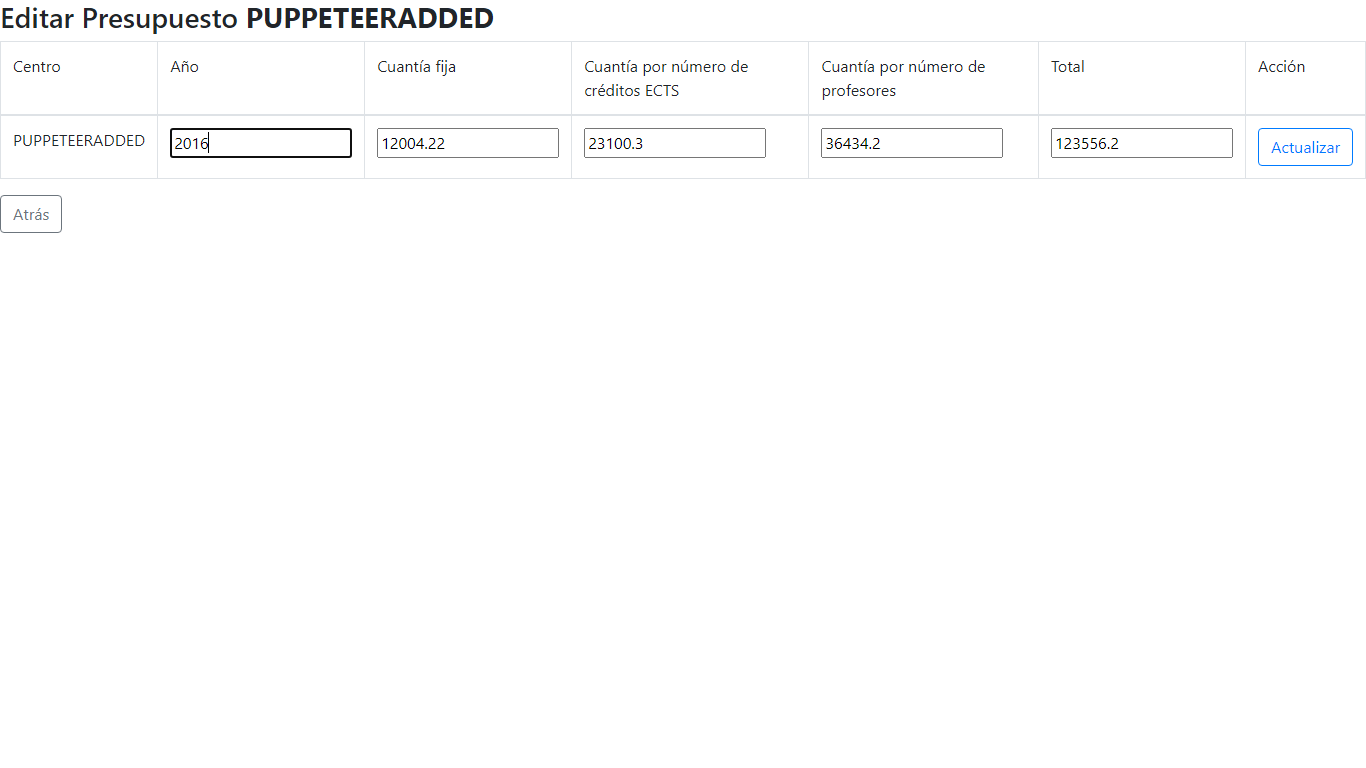 Editar Presupuesto PUPPETEERADDED
Centro Año Cuantía fija Cuantía por número de créditos ECTS Cuantía por número de profesores Total Acción
PUPPETEERADDED 2016 12004.22 23100.3 36434.2 123556.2 Actualizar
Atrás